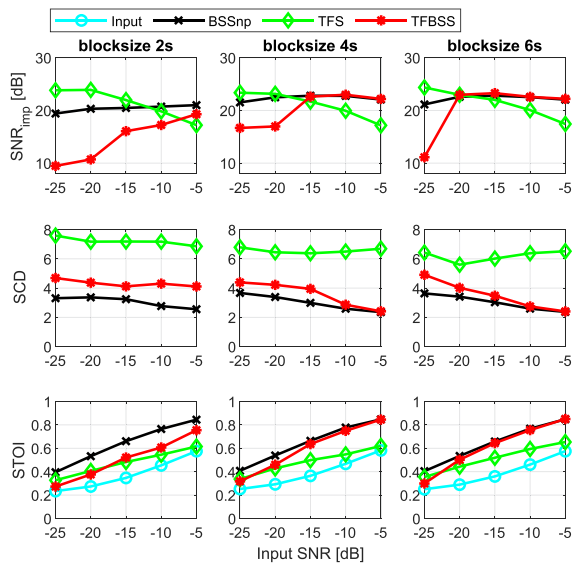 Input BSSnp TFS TFBSS
blocksize 2s blocksize 4s blocksize 6s
SNRimp [dB]
30 30 30
20 20 20
10 10 10
-25 -20 -15 -10 -5 -25 -20 -15 -10 -5 -25 -20 -15 -10 -5
SCD
8 8 8
6 6 6
4 4 4
2 2 2
0 0 0
-25 -20 -15 -10 -5 -25 -20 -15 -10 -5 -25 -20 -15 -10 -5
STOI
1 1 1
0.8 0.8 0.8
0.6 0.6 0.6
0.4 0.4 0.4
0.2 0.2 0.2
0 0 0
-25 -20 -15 -10 -5 -25 -20 -15 -10 -5 -25 -20 -15 -10 -5
Input SNR [dB]